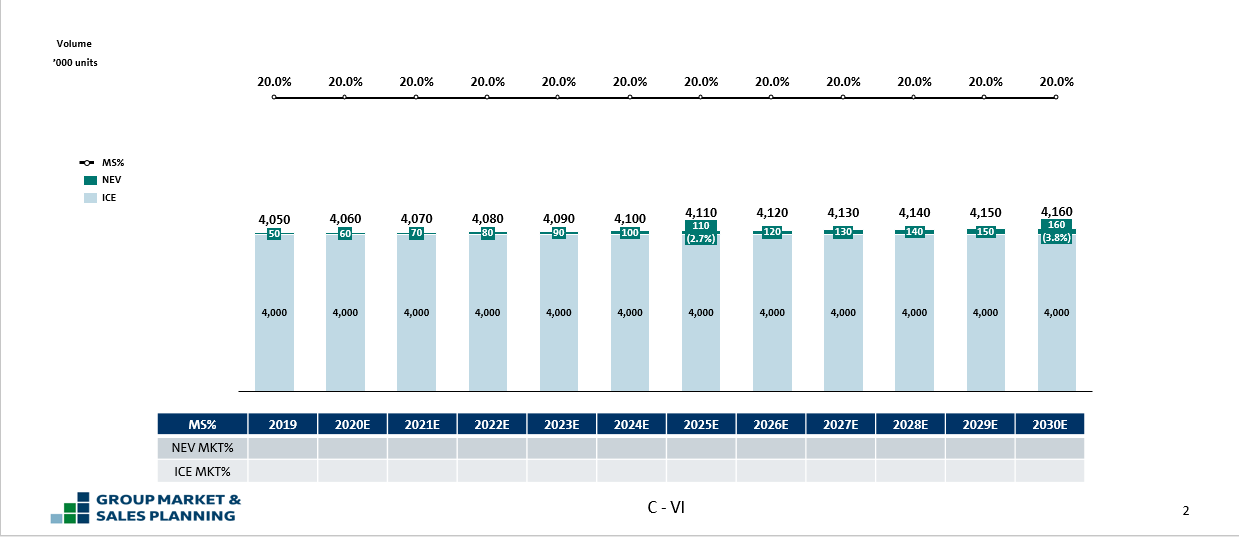 Volume
'000 units
20.0% 20.0% 20.0% 20.0% 20.0% 20.0% 20.0% 20.0% 20.0% 20.0% 20.0% 20.0%
MS%
NEV
ICE
4,050 4,060 4,070 4,080 4,090 4,100 4,110 4,120 4,130 4,140 4,150 4,160
50 60 70 80 90 100 110 120 130 140 150 160
(2.7%) (3.8%)
4,000 4,000 4,000 4,000 4,000 4,000 4,000 4,000 4,000 4,000 4,000 4,000
MS% 2019 2020E 2021E 2022E 2023E 2024E 2025E 2026E 2027E 2028E 2029E 2030E
NEV MKT%
ICE MKT%
GROUP MARKET &
SALES PLANNING
C - VI
2